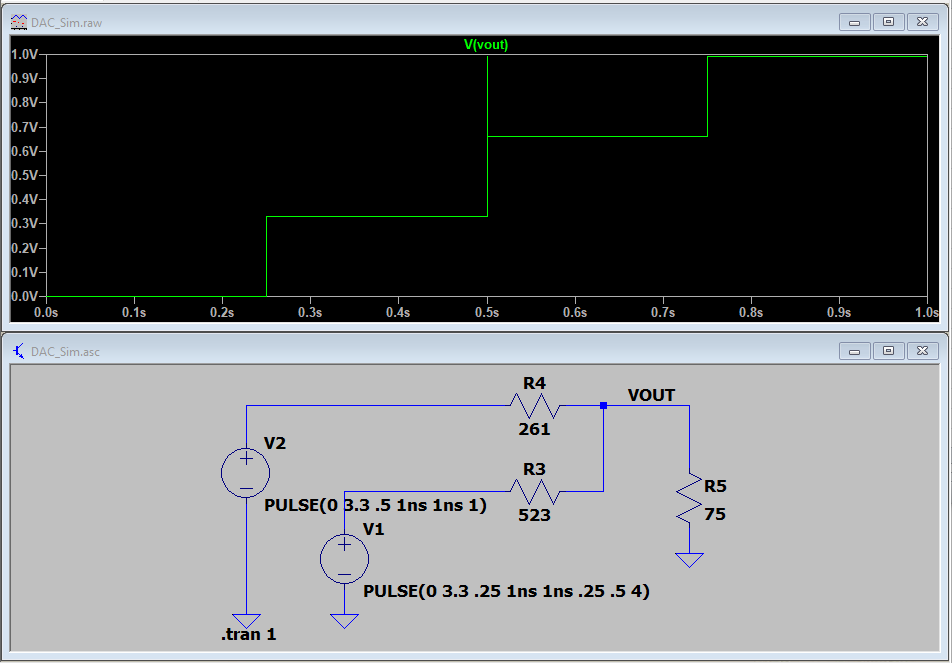 DAC_Sim.raw
V(vout)
1.0V
0.9V
0.8V
0.7V
0.6V
0.5V
0.4V
0.3V
0.2V
0.1V
0.0V
0.0s 0.1s 0.2s 0.3s 0.4s 0.5s 0.6s 0.7s 0.8s 0.9s 1.0s
DAC_Sim.asc
R4
261
VOUT
V2
PULSE(0 3.3 .5 1ns 1ns 1)
R3
523
R5
75
V1
PULSE(0 3.3 .25 1ns 1ns .25 .5 4)
.tran 1